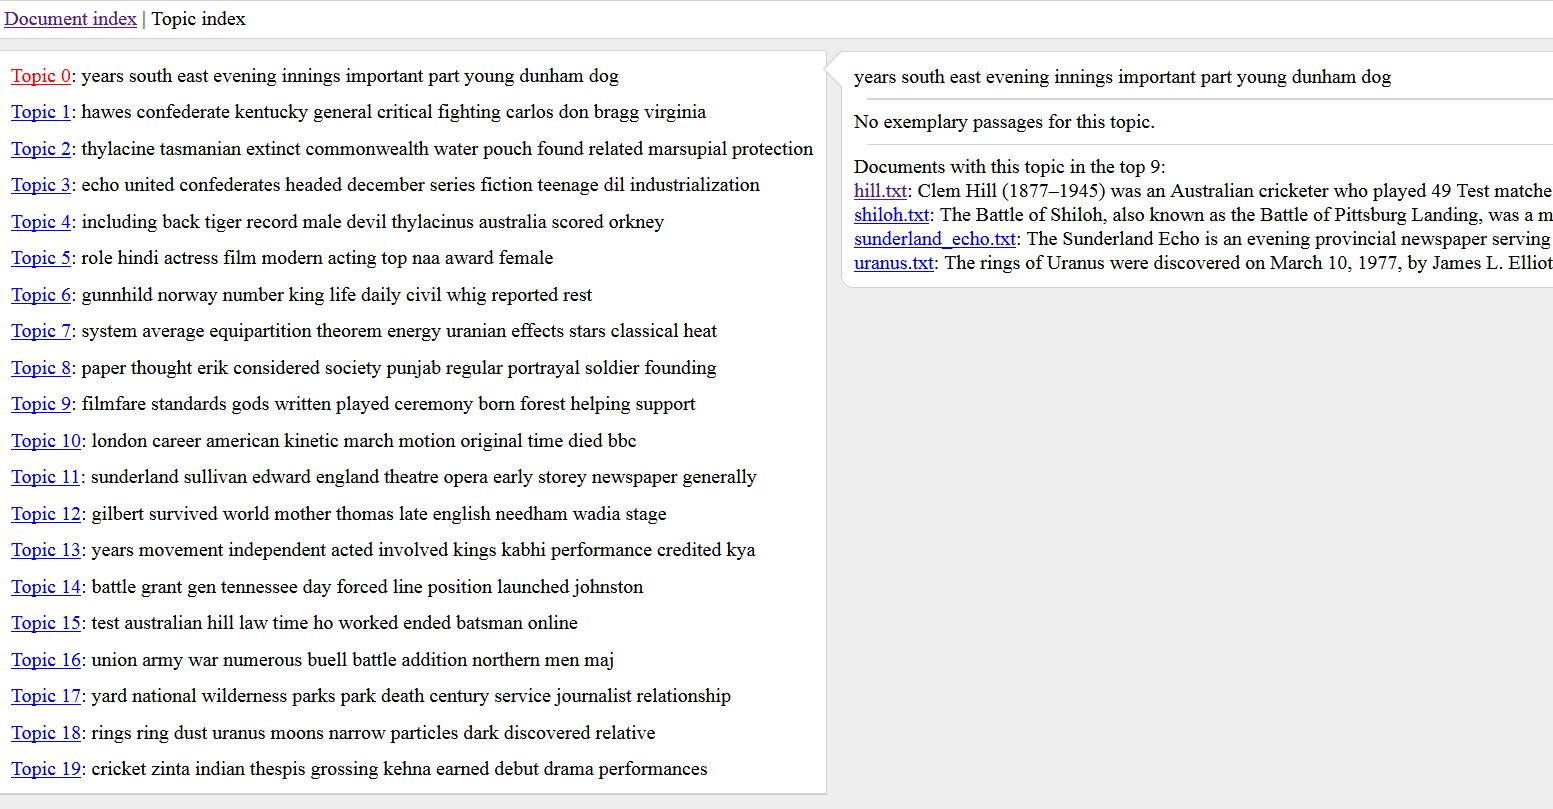 Document index | Topic index
Topic 0: years south east evening innings important part young dunham dog
Topic 1: hawes confederate kentucky general critical fighting carlos don bragg virginia
Topic 2: thylacine tasmanian extinct commonwealth water pouch found related marsupial protection
Topic 3: echo united confederates headed december series fiction teenage dil industrialization
Topic 4: including back tiger record male devil thylacinus australia scored orkney
Topic 5: role hindi actress film modern acting top naa award female
Topic 6: gunnhild norway number king life daily civil whig reported rest
Topic 7: system average equipartition theorem energy uranian effects stars classical heat
Topic 8: paper thought erik considered society punjab regular portrayal soldier founding
Topic 9: filmfare standards gods written played ceremony born forest helping support
Topic 10: london career american kinetic march motion original time died bbc
Topic 11: sunderland sullivan edward england theatre opera early storey newspaper generally
Topic 12: gilbert survived world mother thomas late english needham wadia stage
Topic 13: years movement independent acted involved kings kabhi performance credited kya
Topic 14: battle grant gen tennessee day forced line position launched johnston
Topic 15: test australian hill law time ho worked ended batsman online
Topic 16: union army war numerous buell battle addition northern men maj
Topic 17: yard national wilderness parks park death century service journalist relationship
Topic 18: rings ring dust uranus moons narrow particles dark discovered relative
Topic 19: cricket zinta indian thespis grossing kehna earned debut drama performances
years south east evening innings important part young dunham dog
No exemplary passages for this topic.
Documents with this topic in the top 9:
hill.txt: Clem Hill (1877–1945) was an Australian cricketer who played 49 Test matche
shiloh.txt: The Battle of Shiloh, also known as the Battle of Pittsburg Landing, was a m
sunderland_echo.txt: The Sunderland Echo is an evening provincial newspaper serving
uranus.txt: The rings of Uranus were discovered on March 10, 1977, by James L. Elliot